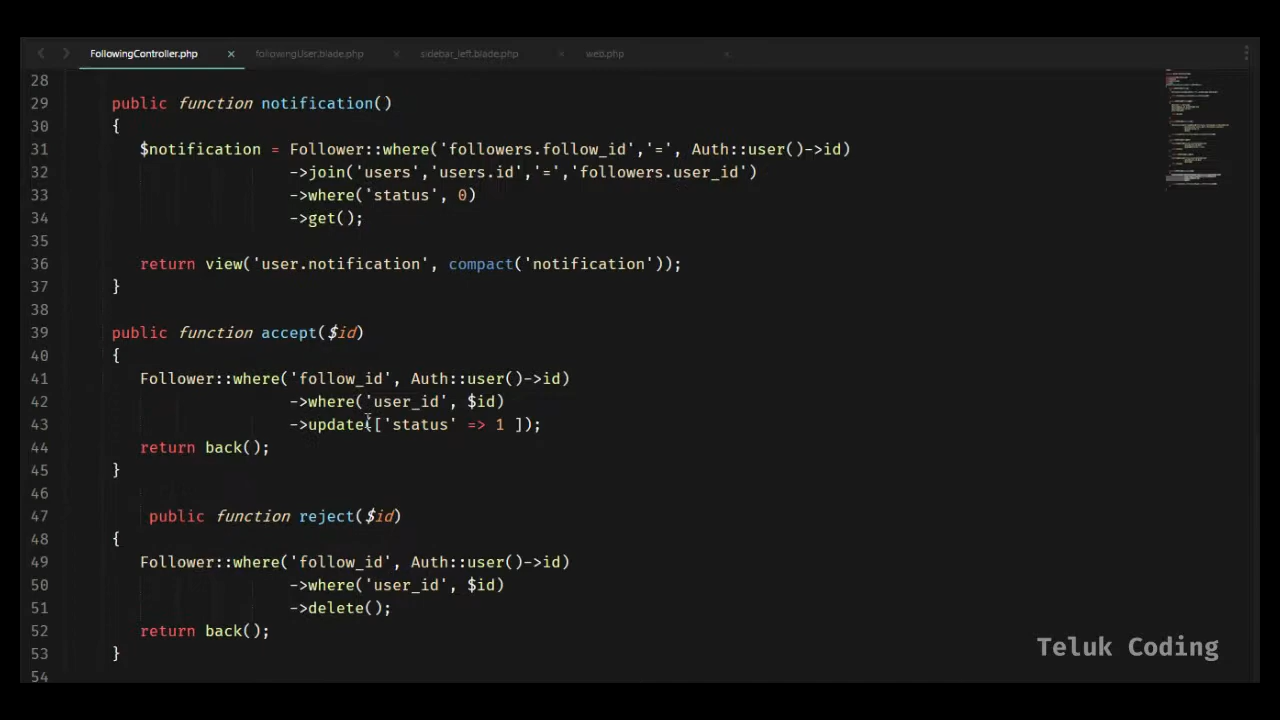 FollowingController.php × followingUser.blade.php × sidebar_left.blade.php × web.php ×
28
29 public function notification()
30 {
31 $notification = Follower::where('followers.follow_id','=', Auth::user()->id)
32 ->join('users','users.id','=','followers.user_id')
33 ->where('status', 0)
34 ->get();
35
36 return view('user.notification', compact('notification'));
37 }
38
39 public function accept($id)
40 {
41 Follower::where('follow_id', Auth::user()->id)
42 ->where('user_id', $id)
43 ->update(['status' => 1 ]);
44 return back();
45 }
46
47 public function reject($id)
48 {
49 Follower::where('follow_id', Auth::user()->id)
50 ->where('user_id', $id)
51 ->delete();
52 return back();
53 }
54
Teluk Coding